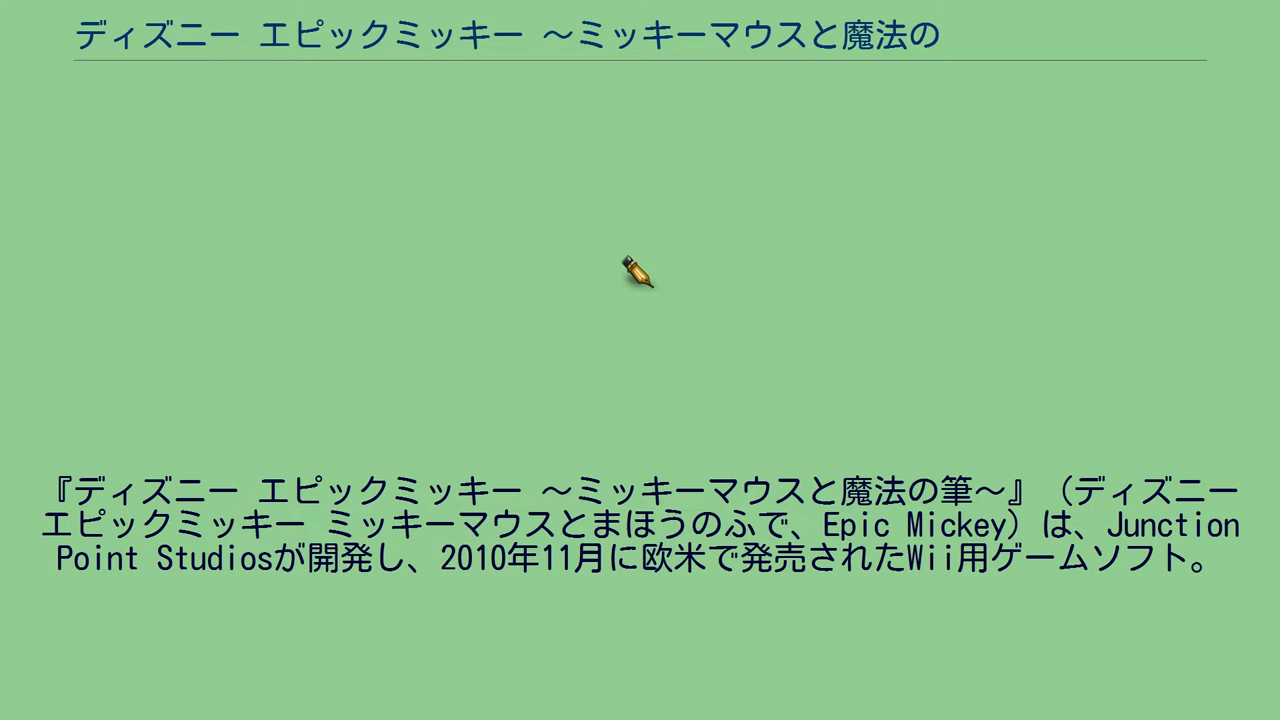 ディズニー エピックミッキー ～ミッキーマウスと魔法の
『ディズニー エピックミッキー ～ミッキーマウスと魔法の筆～』（ディズニー
エピックミッキー ミッキーマウスとまほうのふで、Epic Mickey）は、Junction
Point Studiosが開発し、2010年11月に欧米で発売されたWii用ゲームソフト。